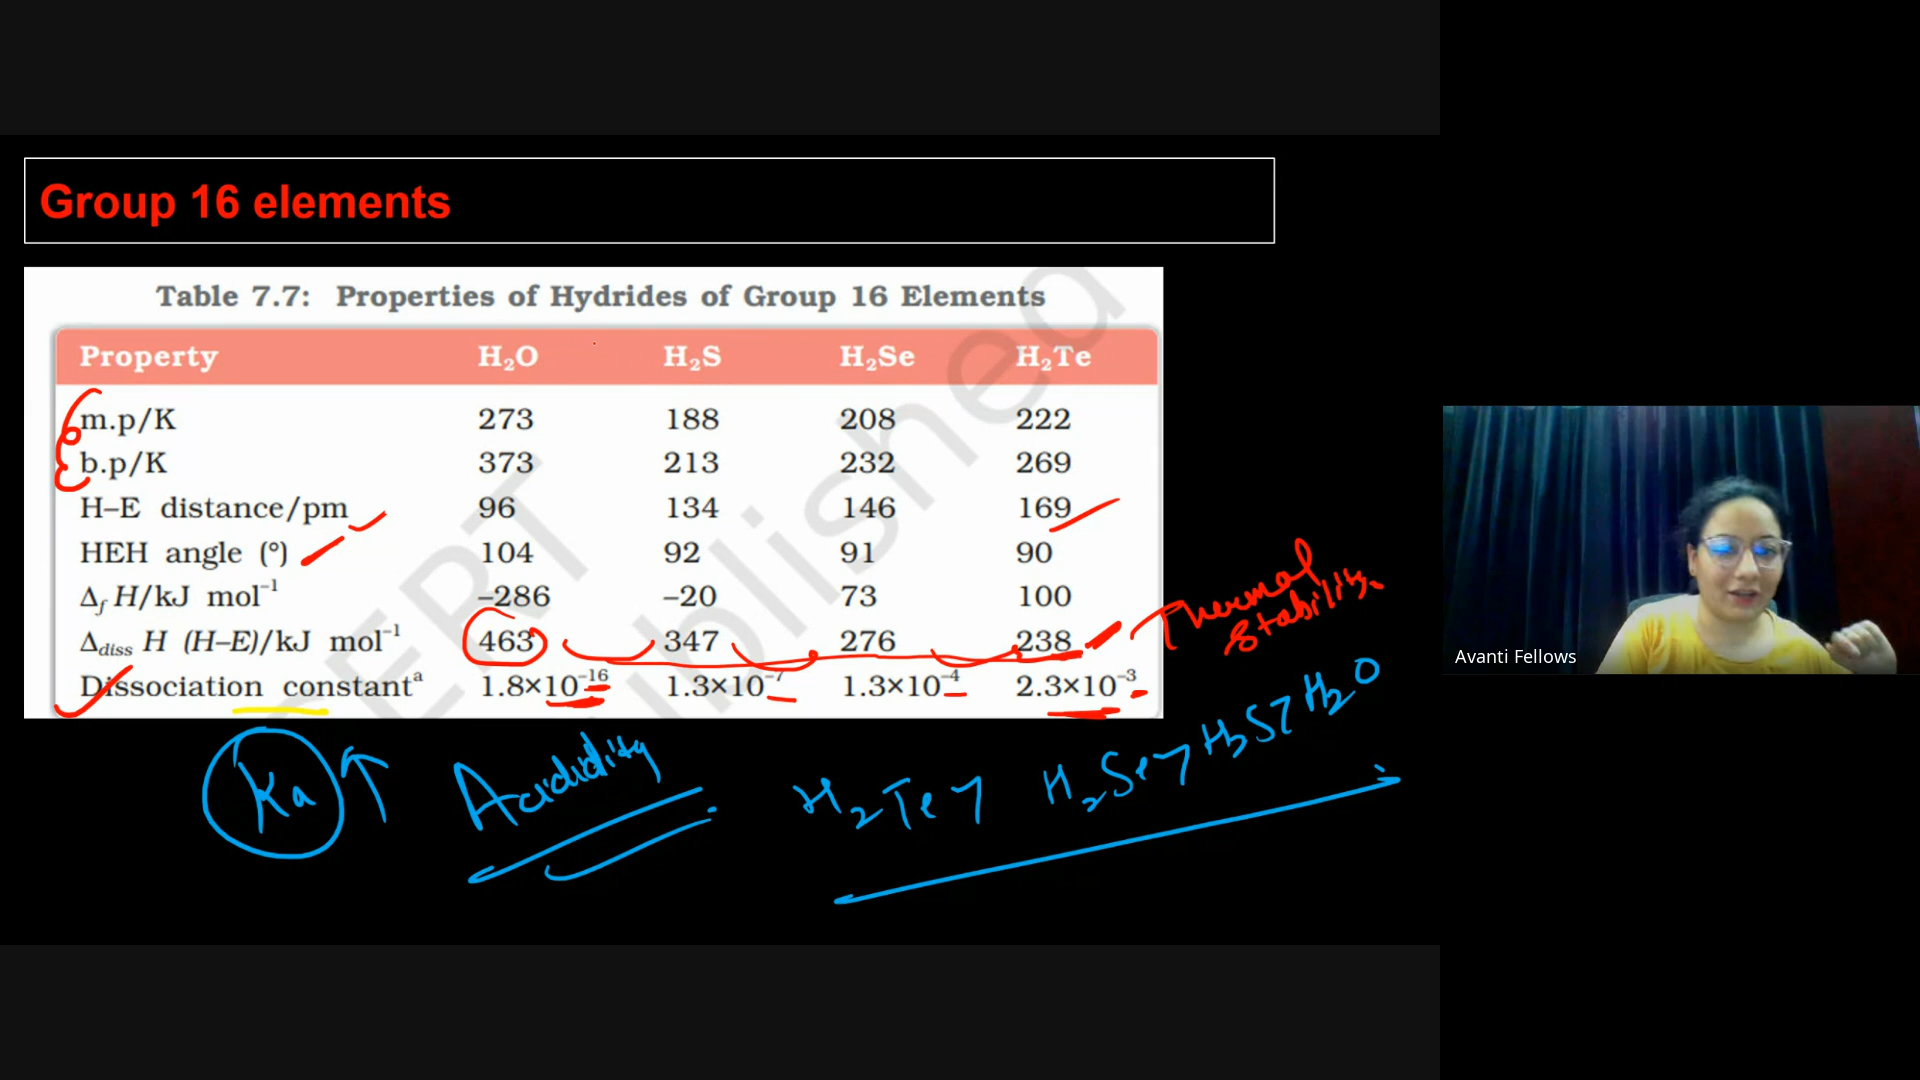 Group 16 elements
Table 7.7: Properties of Hydrides of Group 16 Elements
Property H₂O H₂S H₂Se H₂Te
m.p/K 273 188 208 222
b.p/K 373 213 232 269
H–E distance/pm 96 134 146 169
HEH angle (°) 104 92 91 90
ΔfH/kJ mol⁻¹ –286 –20 73 100
Δdiss H (H–E)/kJ mol⁻¹ 463 347 276 238
Dissociation constantᵃ 1.8×10⁻¹⁶ 1.3×10⁻⁷ 1.3×10⁻⁴ 2.3×10⁻³
Thermal
Stability
Ka ↑ H₂Te > H₂Se > H₂S > H₂O
Avanti Fellows